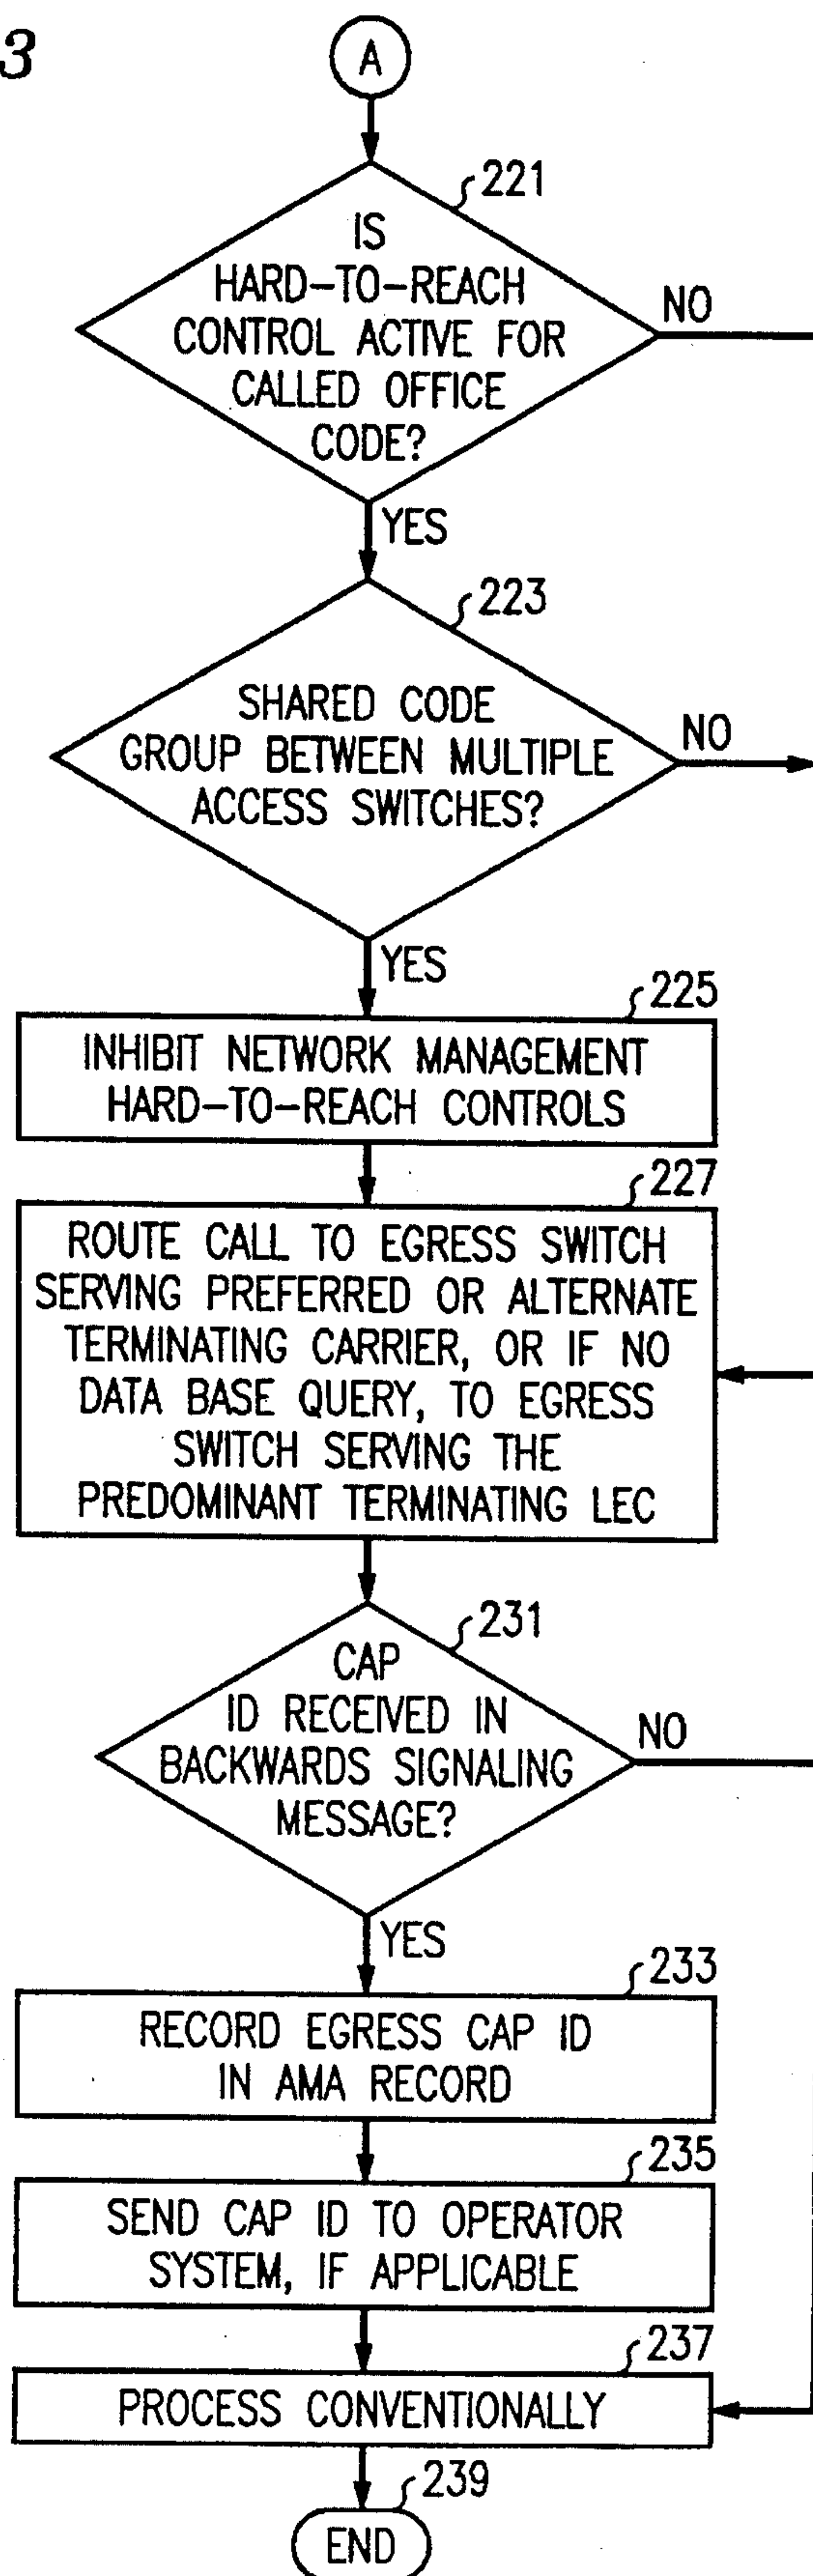 3
A
221
IS
HARD-TO-REACH
CONTROL ACTIVE FOR
CALLED OFFICE
CODE?
NO
YES
223
SHARED CODE
GROUP BETWEEN MULTIPLE
ACCESS SWITCHES?
NO
YES
225
INHIBIT NETWORK MANAGEMENT
HARD-TO-REACH CONTROLS
227
ROUTE CALL TO EGRESS SWITCH
SERVING PREFERRED OR ALTERNATE
TERMINATING CARRIER, OR IF NO
DATA BASE QUERY, TO EGRESS
SWITCH SERVING THE
PREDOMINANT TERMINATING LEC
231
CAP
ID RECEIVED IN
BACKWARDS SIGNALING
MESSAGE?
NO
YES
233
RECORD EGRESS CAP ID
IN AMA RECORD
235
SEND CAP ID TO OPERATOR
SYSTEM, IF APPLICABLE
237
PROCESS CONVENTIONALLY
239
END